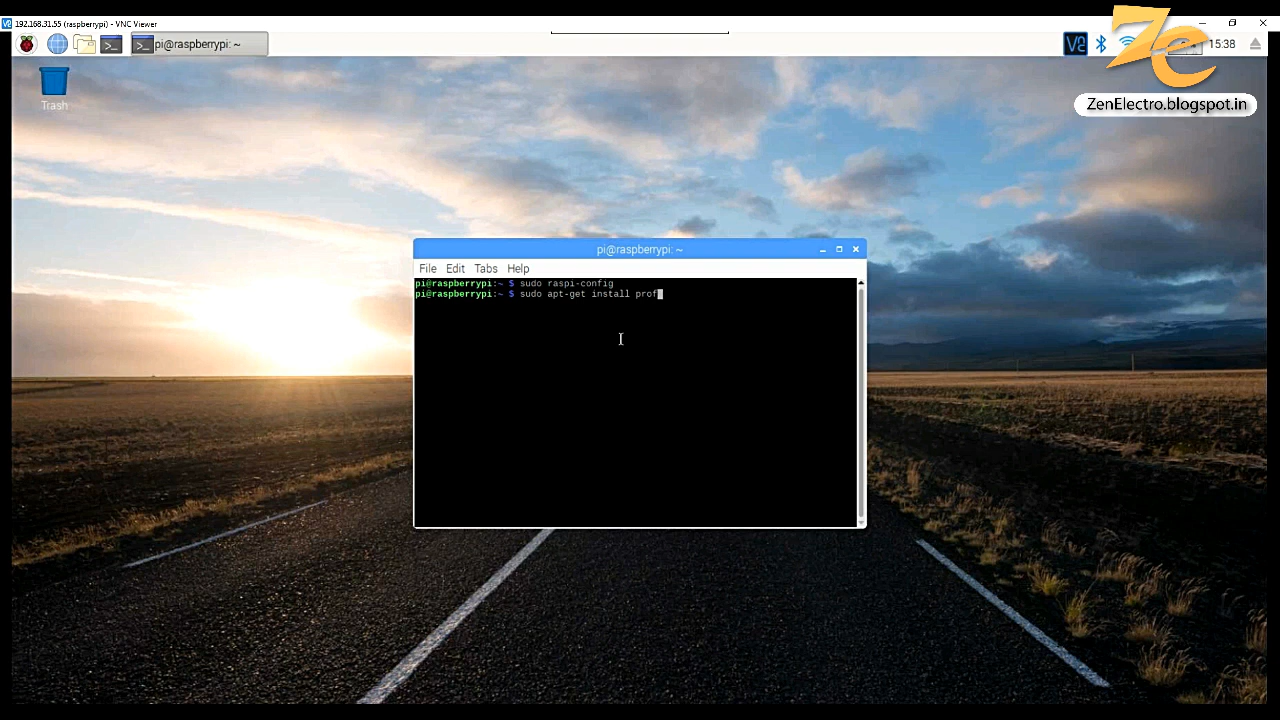 192.168.31.55 (raspberrypi) - VNC Viewer
pi@raspberrypi: ~
15:38
ZE
ZenElectro.blogspot.in
Trash
pi@raspberrypi: ~
File Edit Tabs Help
pi@raspberrypi:~ $ sudo raspi-config
pi@raspberrypi:~ $ sudo apt-get install prof